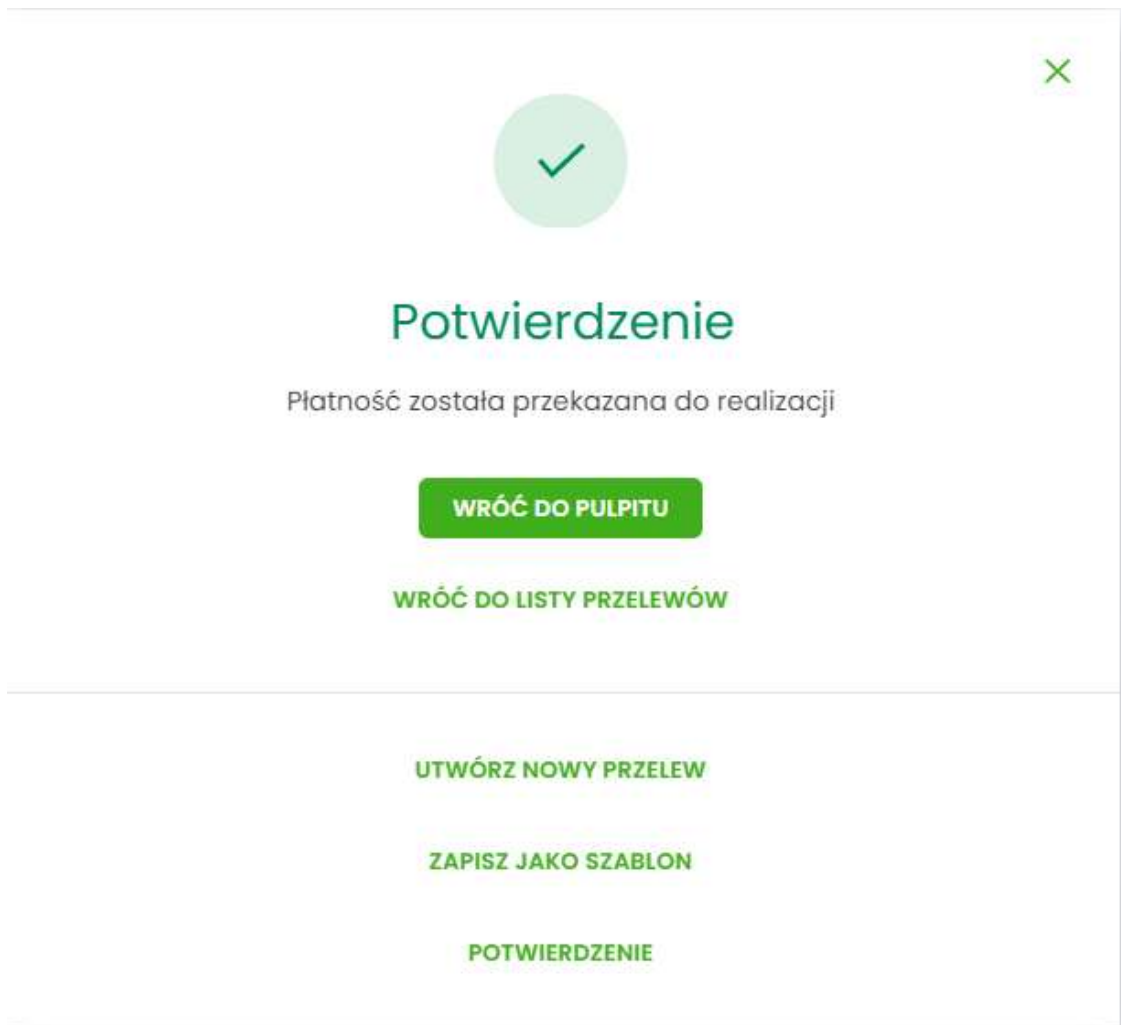 Potwierdzenie
Płatność została przekazana do realizacji
WRÓĆ DO PULPITU
WRÓĆ DO LISTY PRZELEWÓW
UTWÓRZ NOWY PRZELEW
ZAPISZ JAKO SZABLON
POTWIERDZENIE